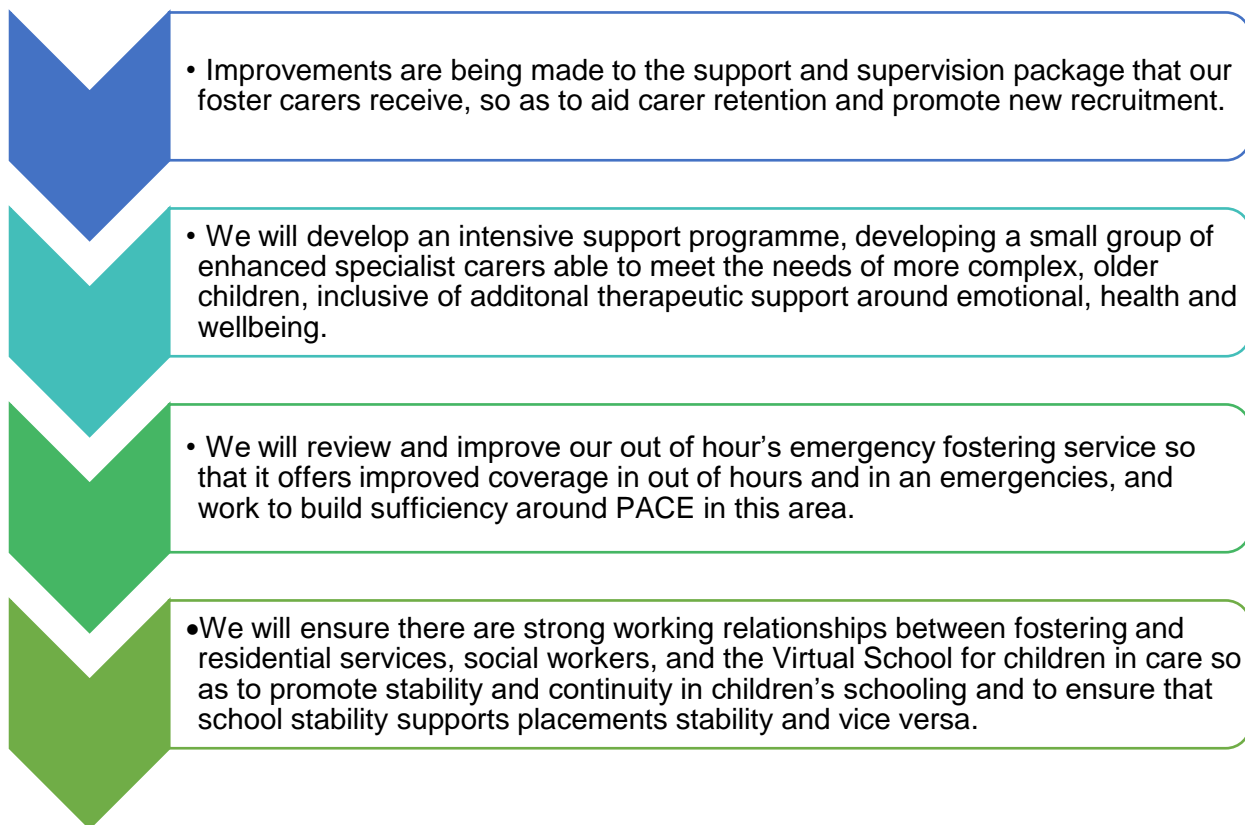 • Improvements are being made to the support and supervision package that our
foster carers receive, so as to aid carer retention and promote new recruitment.
• We will develop an intensive support programme, developing a small group of
enhanced specialist carers able to meet the needs of more complex, older
children, inclusive of additonal therapeutic support around emotional, health and
wellbeing.
• We will review and improve our out of hour’s emergency fostering service so
that it offers improved coverage in out of hours and in an emergencies, and
work to build sufficiency around PACE in this area.
•We will ensure there are strong working relationships between fostering and
residential services, social workers, and the Virtual School for children in care so
as to promote stability and continuity in children’s schooling and to ensure that
school stability supports placements stability and vice versa.